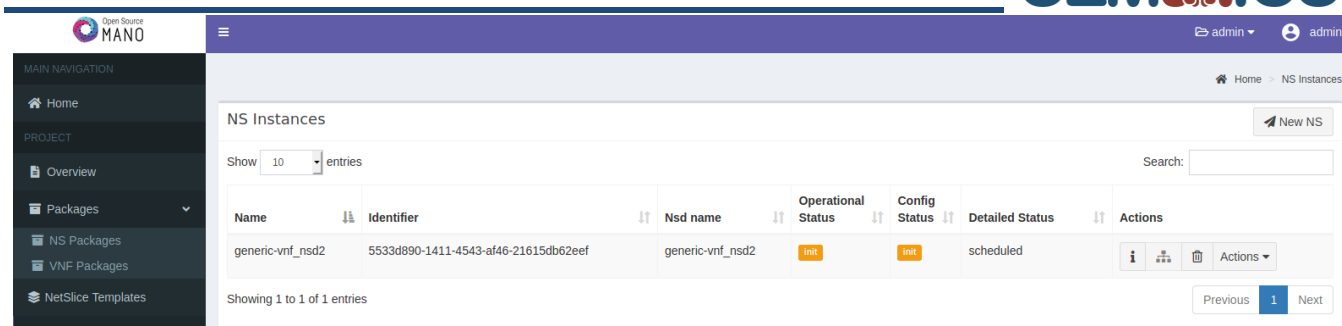 Open Source
MANO
admin
admin
MAIN NAVIGATION
Home > NS Instances
Home
NS Instances
New NS
PROJECT
Show 10 entries
Search:
Overview
Packages
Name Identifier Nsd name Operational Status Config Status Detailed Status Actions
NS Packages
generic-vnf_nsd2 5533d890-1411-4543-af46-21615db62eef generic-vnf_nsd2 init init scheduled i Actions
VNF Packages
NetSlice Templates
Showing 1 to 1 of 1 entries
Previous 1 Next